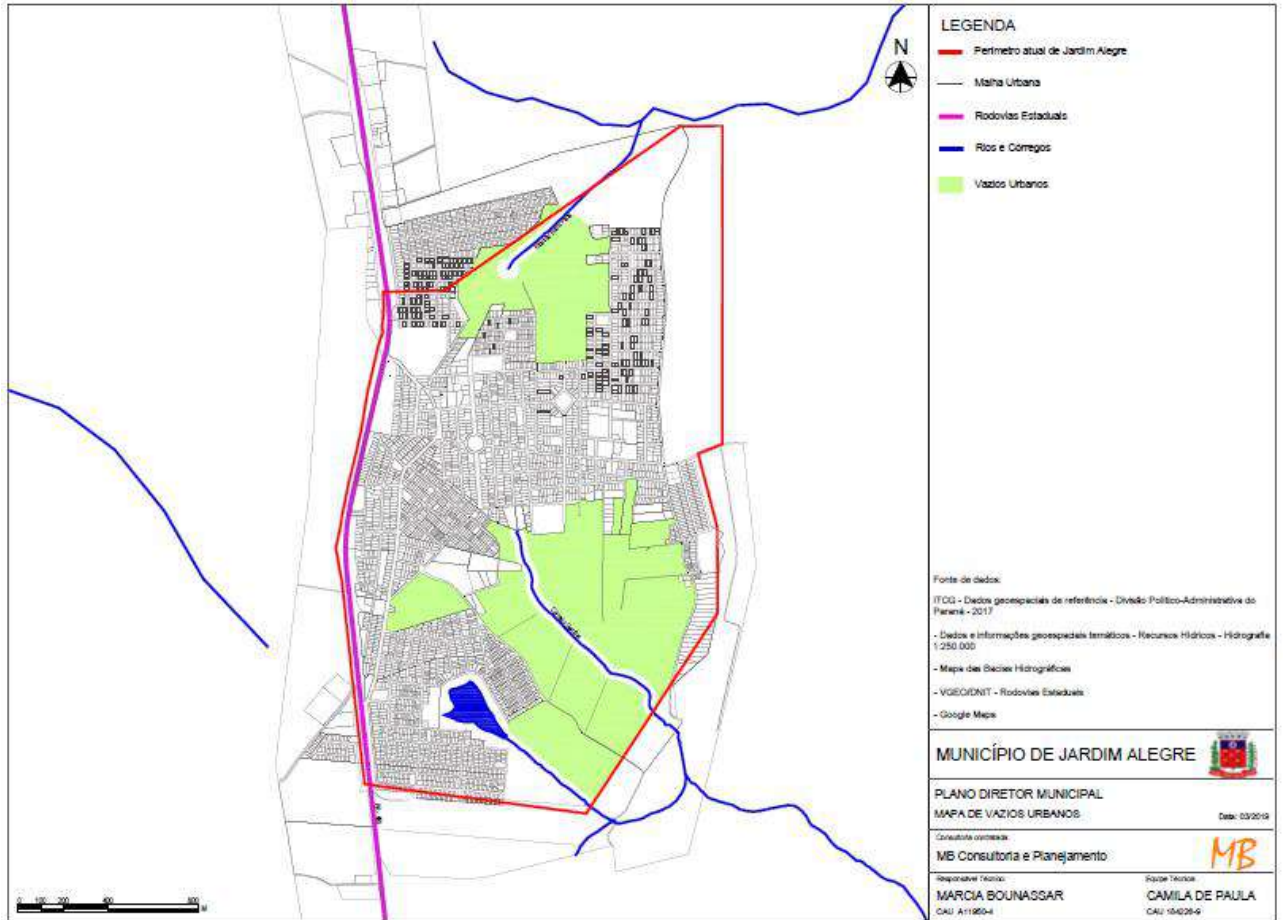 N
0 100 200 500 M
LEGENDA
Perímetro atual de Jardim Alegre
Malha Urbana
Rodovias Estaduais
Rios e Córregos
Vazios Urbanos
Fonte de dados:
ITCG - Dados geoespaciais de referência - Divisão Político-Administrativa do
Paraná - 2017
- Dados e informações geoespaciais temáticos - Recursos Hídricos - Hidrografia
1:250.000
- Mapa das Bacias Hidrográficas
- VGEO/DNIT - Rodovias Estaduais
- Google Maps
MUNICÍPIO DE JARDIM ALEGRE
PLANO DIRETOR MUNICIPAL
MAPA DE VAZIOS URBANOS
Data: 03/2019
Consultoria contratada:
MB Consultoria e Planejamento
MB
Responsável Técnico:
MARCIA BOUNASSAR
CAU A11950-4
Equipe Técnica:
CAMILA DE PAULA